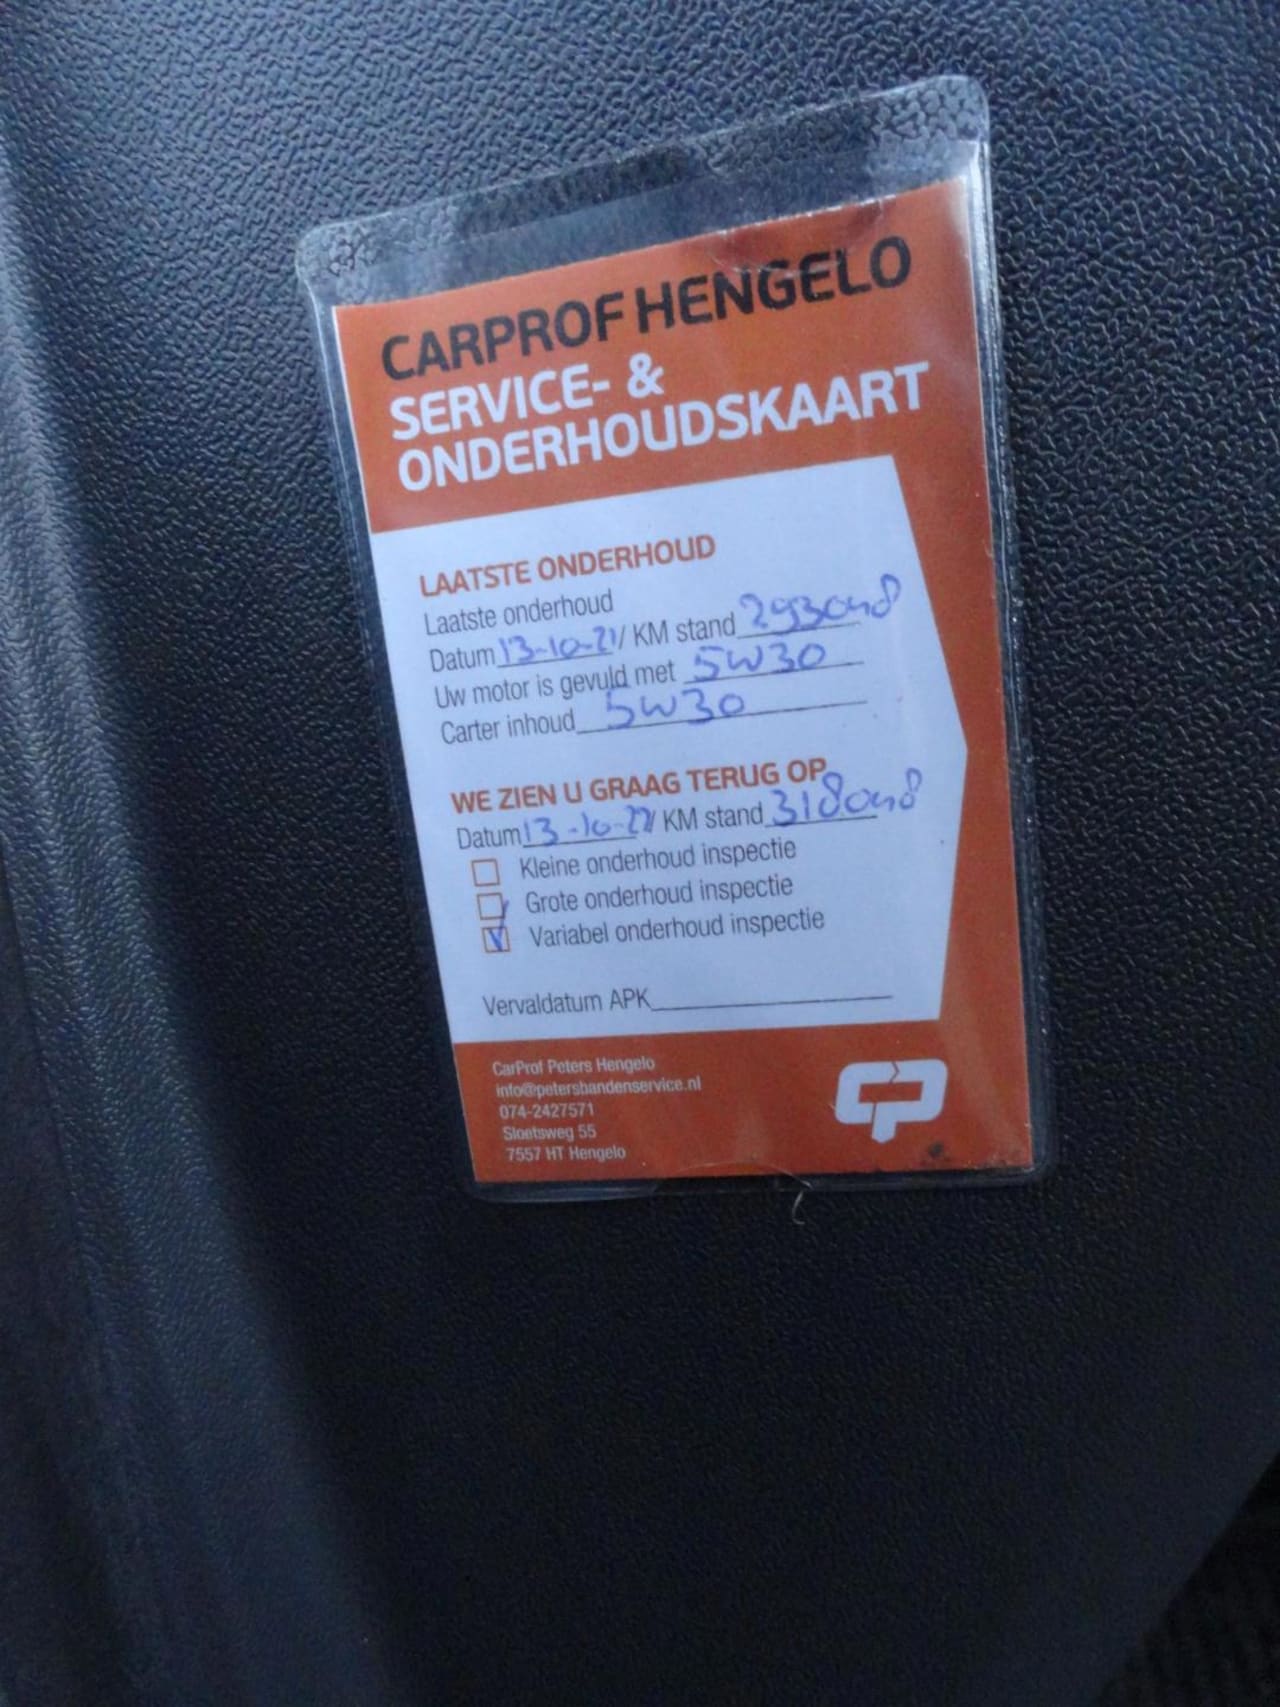 CARPROF HENGELO
SERVICE- &
ONDERHOUDSKAART
LAATSTE ONDERHOUD
Laatste onderhoud
Datum 13-10-21 / KM stand 293048
Uw motor is gevuld met 5W30
Carter inhoud 5W30
WE ZIEN U GRAAG TERUG OP
Datum 13-10-22 / KM stand 318048
Kleine onderhoud inspectie
Grote onderhoud inspectie
Variabel onderhoud inspectie
Vervaldatum APK
CarProf Peters Hengelo
info@petersbandenservice.nl
074-2427571
Sloetsweg 55
7557 HT Hengelo